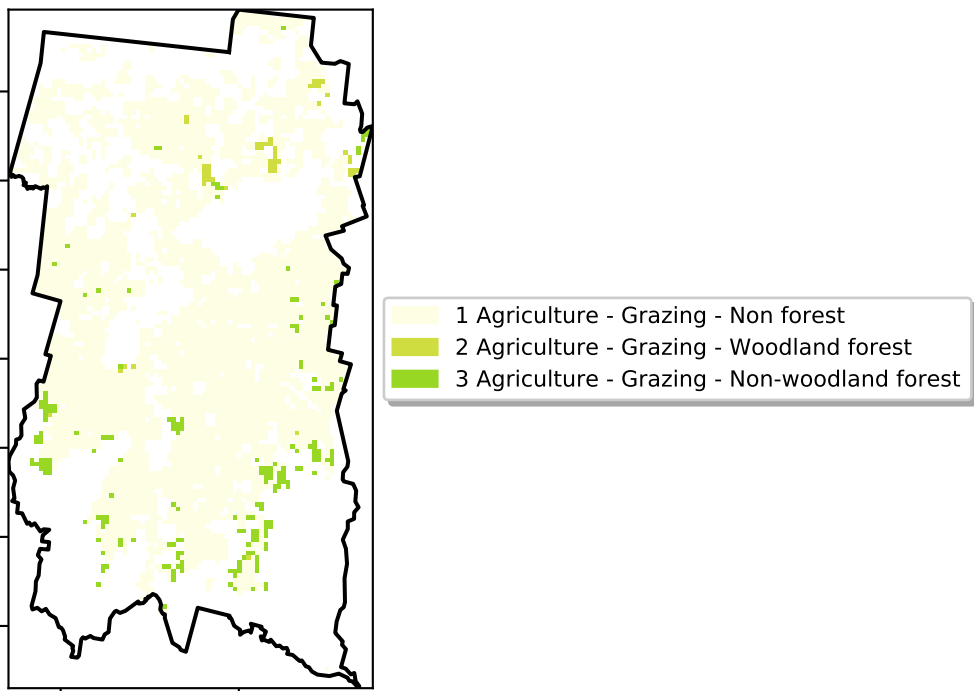 1 Agriculture - Grazing - Non forest
2 Agriculture - Grazing - Woodland forest
3 Agriculture - Grazing - Non-woodland forest